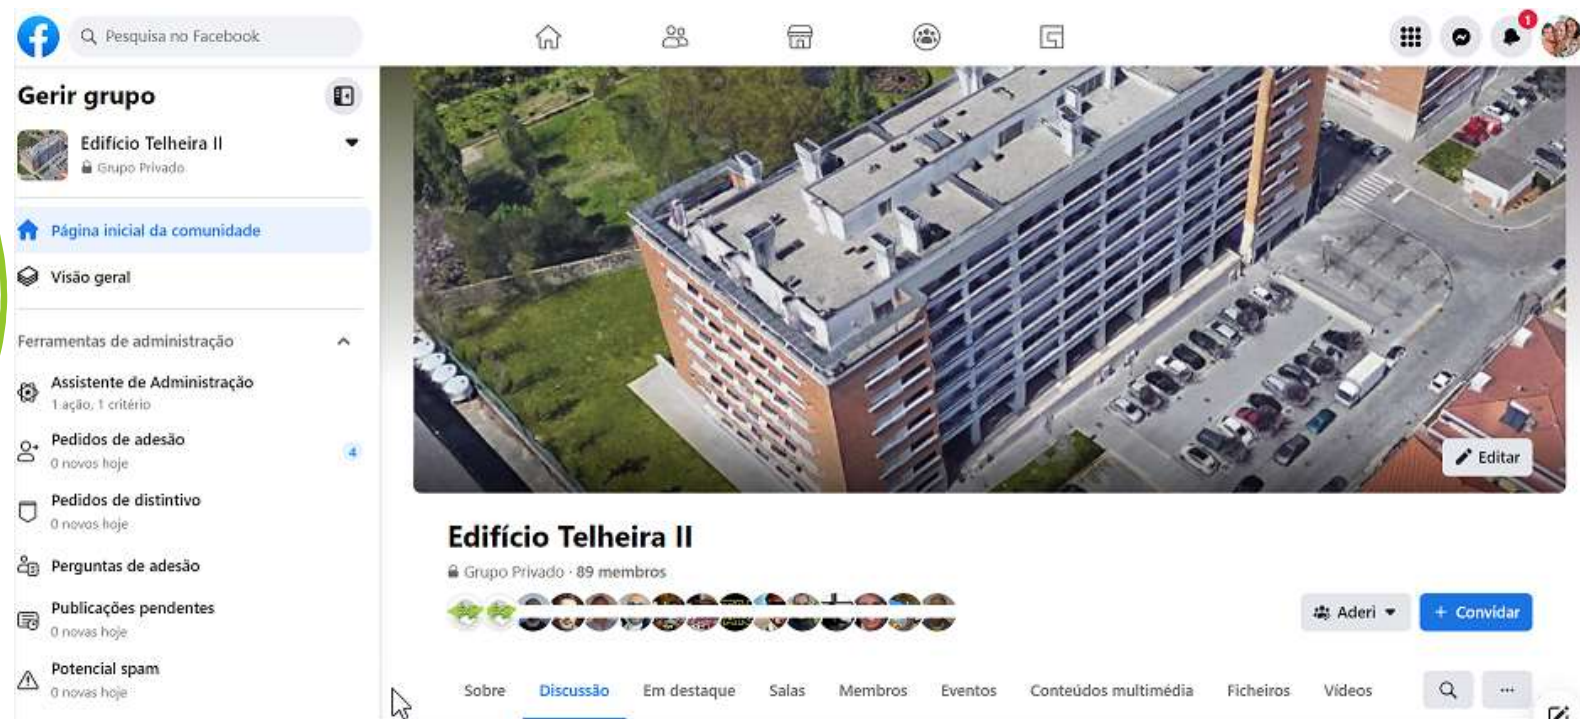 Pesquisa no Facebook
1
Gerir grupo
Edifício Telheira II
Grupo Privado
Página inicial da comunidade
Visão geral
Ferramentas de administração
Assistente de Administração
1 ação, 1 critério
Pedidos de adesão
0 novos hoje
4
Pedidos de distintivo
0 novos hoje
Perguntas de adesão
Publicações pendentes
0 novas hoje
Potencial spam
0 novas hoje
Editar
Edifício Telheira II
Grupo Privado · 89 membros
Aderi
+ Convidar
Sobre Discussão Em destaque Salas Membros Eventos Conteúdos multimédia Ficheiros Vídeos